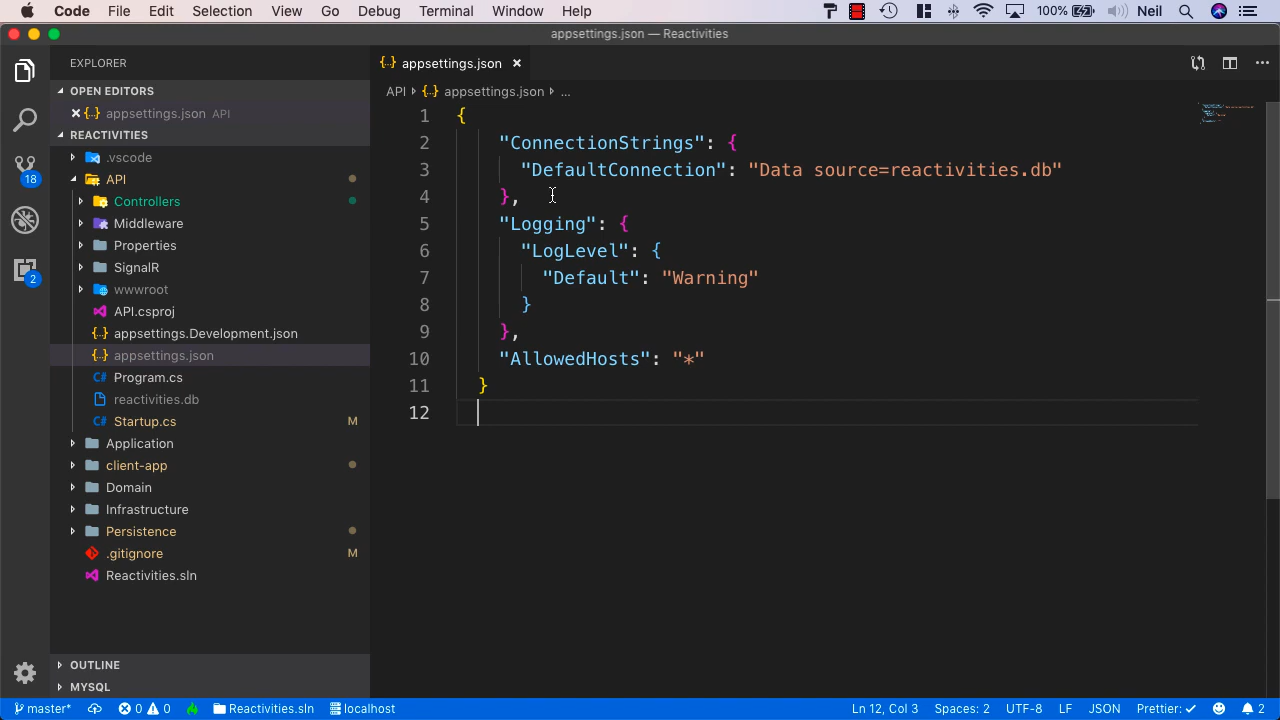 Code File Edit Selection View Go Debug Terminal Window Help 100% Neil
appsettings.json — Reactivities
EXPLORER
OPEN EDITORS
appsettings.json API
REACTIVITIES
.vscode
API
Controllers
Middleware
Properties
SignalR
wwwroot
API.csproj
appsettings.Development.json
appsettings.json
Program.cs
reactivities.db
Startup.cs M
Application
client-app
Domain
Infrastructure
Persistence
.gitignore M
Reactivities.sln
OUTLINE
MYSQL
18
2
appsettings.json
API appsettings.json ...
1 {
2 "ConnectionStrings": {
3 "DefaultConnection": "Data source=reactivities.db"
4 },
5 "Logging": {
6 "LogLevel": {
7 "Default": "Warning"
8 }
9 },
10 "AllowedHosts": "*"
11 }
12
master* 0 0 Reactivities.sln localhost Ln 12, Col 3 Spaces: 2 UTF-8 LF JSON Prettier: ✓ 2